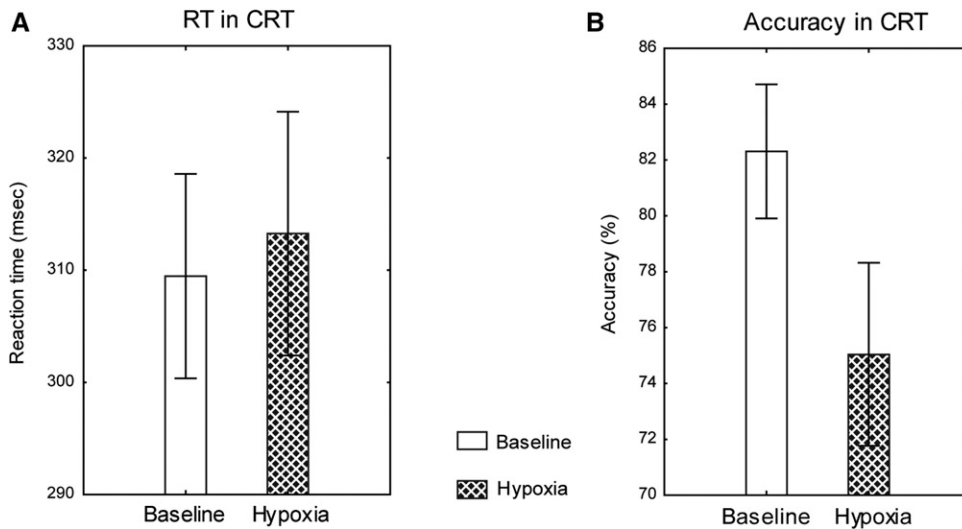 A
RT in CRT
Reaction time (msec)
330
320
310
300
290
Baseline
Hypoxia
Baseline
Hypoxia
B
Accuracy in CRT
Accuracy (%)
86
84
82
80
78
76
74
72
70
Baseline
Hypoxia